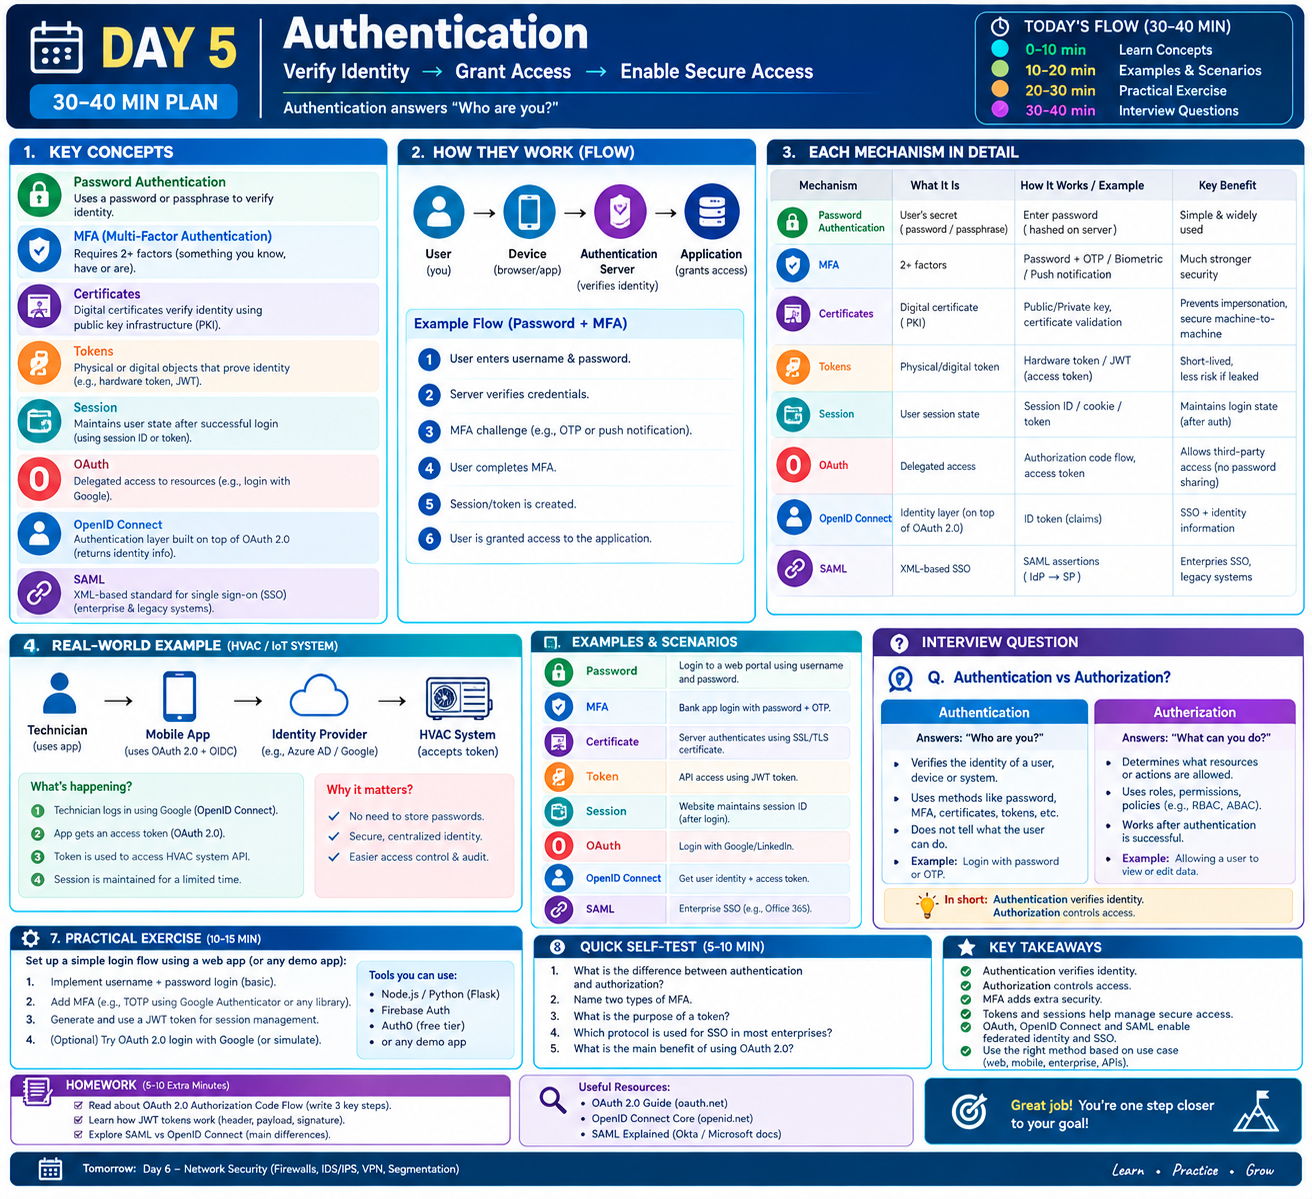 DAY 5
30–40 MIN PLAN
Authentication
Verify Identity → Grant Access → Enable Secure Access
Authentication answers “Who are you?”
TODAY'S FLOW (30–40 MIN)
0–10 min Learn Concepts
10–20 min Examples & Scenarios
20–30 min Practical Exercise
30–40 min Interview Questions
1. KEY CONCEPTS
Password Authentication
Uses a password or passphrase to verify
identity.
MFA (Multi-Factor Authentication)
Requires 2+ factors (something you know,
have or are).
Certificates
Digital certificates verify identity using
public key infrastructure (PKI).
Tokens
Physical or digital objects that prove identity
(e.g., hardware token, JWT).
Session
Maintains user state after successful login
(using session ID or token).
OAuth
Delegated access to resources (e.g., login with
Google).
OpenID Connect
Authentication layer built on top of OAuth 2.0
(returns identity info).
SAML
XML-based standard for single sign-on (SSO)
(enterprise & legacy systems).
2. HOW THEY WORK (FLOW)
User
(you)
Device
(browser/app)
Authentication
Server
(verifies identity)
Application
(grants access)
Example Flow (Password + MFA)
1 User enters username & password.
2 Server verifies credentials.
3 MFA challenge (e.g., OTP or push notification).
4 User completes MFA.
5 Session/token is created.
6 User is granted access to the application.
3. EACH MECHANISM IN DETAIL
Mechanism What It Is How It Works / Example Key Benefit
Password
Authentication
User's secret
( password / passphrase)
Enter password
( hashed on server)
Simple & widely
used
MFA
2+ factors
Password + OTP / Biometric
/ Push notification
Much stronger
security
Certificates
Digital certificate
( PKI)
Public/Private key,
certificate validation
Prevents impersonation,
secure machine-to-
machine
Tokens
Physical/digital token
Hardware token / JWT
(access token)
Short-lived,
less risk if leaked
Session
User session state
Session ID / cookie /
token
Maintains login state
(after auth)
OAuth
Delegated access
Authorization code flow,
access token
Allows third-party
access (no password
sharing)
OpenID Connect
Identity layer (on top
of OAuth 2.0)
ID token (claims)
SSO + identity
information
SAML
XML-based SSO
SAML assertions
( IdP → SP )
Enterpries SSO,
legacy systems
4. REAL-WORLD EXAMPLE (HVAC / IoT SYSTEM)
Technician
(uses app)
Mobile App
(uses OAuth 2.0 + OIDC)
Identity Provider
(e.g., Azure AD / Google)
HVAC System
(accepts token)
What's happening?
1 Technician logs in using Google (OpenID Connect).
2 App gets an access token (OAuth 2.0).
3 Token is used to access HVAC system API.
4 Session is maintained for a limited time.
Why it matters?
No need to store passwords.
Secure, centralized identity.
Easier access control & audit.
EXAMPLES & SCENARIOS
Password
Login to a web portal using username
and password.
MFA
Bank app login with password + OTP.
Certificate
Server authenticates using SSL/TLS
certificate.
Token
API access using JWT token.
Session
Website maintains session ID
(after login).
OAuth
Login with Google/LinkedIn.
OpenID Connect
Get user identity + access token.
SAML
Enterprise SSO (e.g., Office 365).
INTERVIEW QUESTION
Q. Authentication vs Authorization?
Authentication
Answers: “Who are you?”
Verifies the identity of a user,
device or system.
Uses methods like password,
MFA, certificates, tokens, etc.
Does not tell what the user
can do.
Example: Login with password
or OTP.
Autherization
Answers: “What can you do?”
Determines what resources
or actions are allowed.
Uses roles, permissions,
policies (e.g., RBAC, ABAC).
Works after authentication
is successful.
Example: Allowing a user to
view or edit data.
In short: Authentication verifies identity.
Authorization controls access.
7. PRACTICAL EXERCISE (10–15 MIN)
Set up a simple login flow using a web app (or any demo app):
1. Implement username + password login (basic).
2. Add MFA (e.g., TOTP using Google Authenticator or any library).
3. Generate and use a JWT token for session management.
4. (Optional) Try OAuth 2.0 login with Google (or simulate).
Tools you can use:
• Node.js / Python (Flask)
• Firebase Auth
• Auth0 (free tier)
• or any demo app
8 QUICK SELF-TEST (5–10 MIN)
1. What is the difference between authentication
and authorization?
2. Name two types of MFA.
3. What is the purpose of a token?
4. Which protocol is used for SSO in most enterprises?
5. What is the main benefit of using OAuth 2.0?
KEY TAKEAWAYS
Authentication verifies identity.
Authorization controls access.
MFA adds extra security.
Tokens and sessions help manage secure access.
OAuth, OpenID Connect and SAML enable
federated identity and SSO.
Use the right method based on use case
(web, mobile, enterprise, APIs).
HOMEWORK (5–10 Extra Minutes)
Read about OAuth 2.0 Authorization Code Flow (write 3 key steps).
Learn how JWT tokens work (header, payload, signature).
Explore SAML vs OpenID Connect (main differences).
Useful Resources:
• OAuth 2.0 Guide (oauth.net)
• OpenID Connect Core (openid.net)
• SAML Explained (Okta / Microsoft docs)
Great job! You're one step closer
to your goal!
Tomorrow: Day 6 – Network Security (Firewalls, IDS/IPS, VPN, Segmentation)
Learn • Practice • Grow